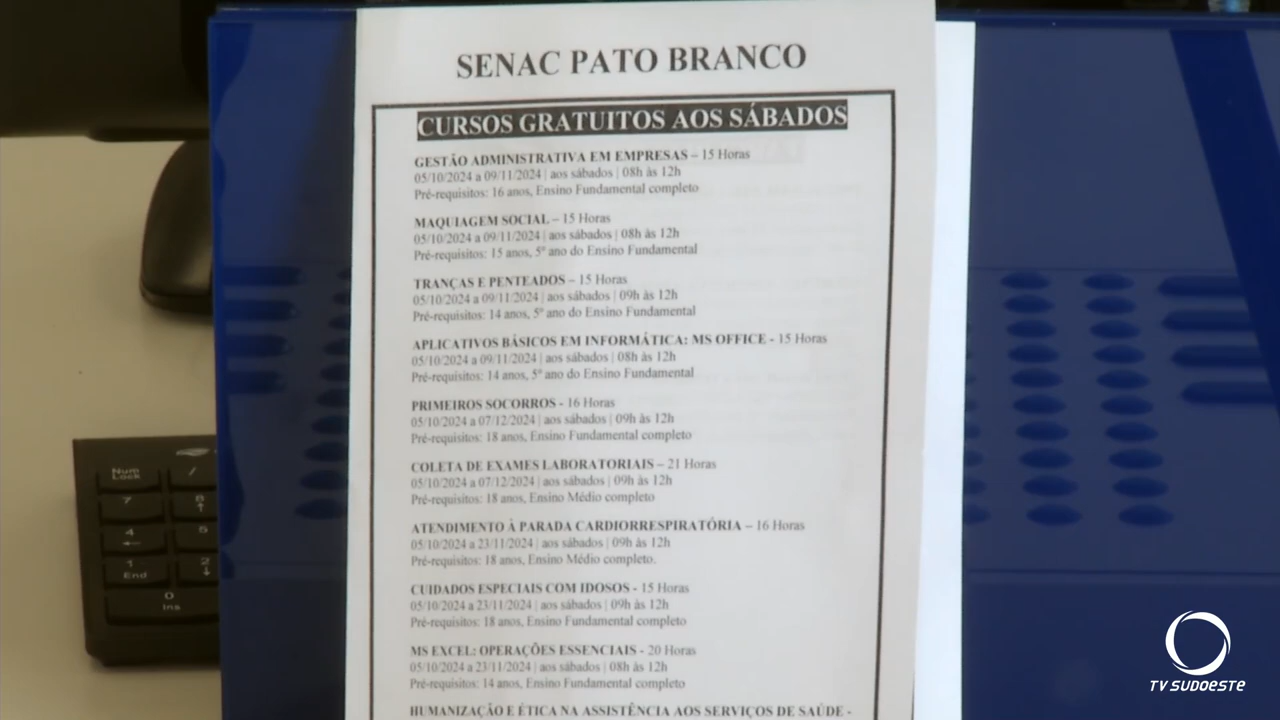 SENAC PATO BRANCO
CURSOS GRATUITOS AOS SÁBADOS
GESTÃO ADMINISTRATIVA EM EMPRESAS – 15 Horas
05/10/2024 a 09/11/2024 | aos sábados | 08h às 12h
Pré-requisitos: 16 anos, Ensino Fundamental completo
MAQUIAGEM SOCIAL – 15 Horas
05/10/2024 a 09/11/2024 | aos sábados | 08h às 12h
Pré-requisitos: 15 anos, 5º ano do Ensino Fundamental
TRANÇAS E PENTEADOS – 15 Horas
05/10/2024 a 09/11/2024 | aos sábados | 09h às 12h
Pré-requisitos: 14 anos, 5º ano do Ensino Fundamental
APLICATIVOS BÁSICOS EM INFORMÁTICA: MS OFFICE - 15 Horas
05/10/2024 a 09/11/2024 | aos sábados | 08h às 12h
Pré-requisitos: 14 anos, 5º ano do Ensino Fundamental
PRIMEIROS SOCORROS - 16 Horas
05/10/2024 a 07/12/2024 | aos sábados | 09h às 12h
Pré-requisitos: 18 anos, Ensino Fundamental completo
COLETA DE EXAMES LABORATORIAIS – 21 Horas
05/10/2024 a 07/12/2024 | aos sábados | 09h às 12h
Pré-requisitos: 18 anos, Ensino Médio completo
ATENDIMENTO À PARADA CARDIORRESPIRATÓRIA – 16 Horas
05/10/2024 a 23/11/2024 | aos sábados | 09h às 12h
Pré-requisitos: 18 anos, Ensino Médio completo.
CUIDADOS ESPECIAIS COM IDOSOS - 15 Horas
05/10/2024 a 23/11/2024 | aos sábados | 09h às 12h
Pré-requisitos: 18 anos, Ensino Fundamental completo
MS EXCEL: OPERAÇÕES ESSENCIAIS - 20 Horas
05/10/2024 a 23/11/2024 | aos sábados | 08h às 12h
Pré-requisitos: 14 anos, Ensino Fundamental completo
HUMANIZAÇÃO E ÉTICA NA ASSISTÊNCIA AOS SERVIÇOS DE SAÚDE -
Num Lock /
7 8
4 5
1 End 2
0 Ins
TV SUDOESTE